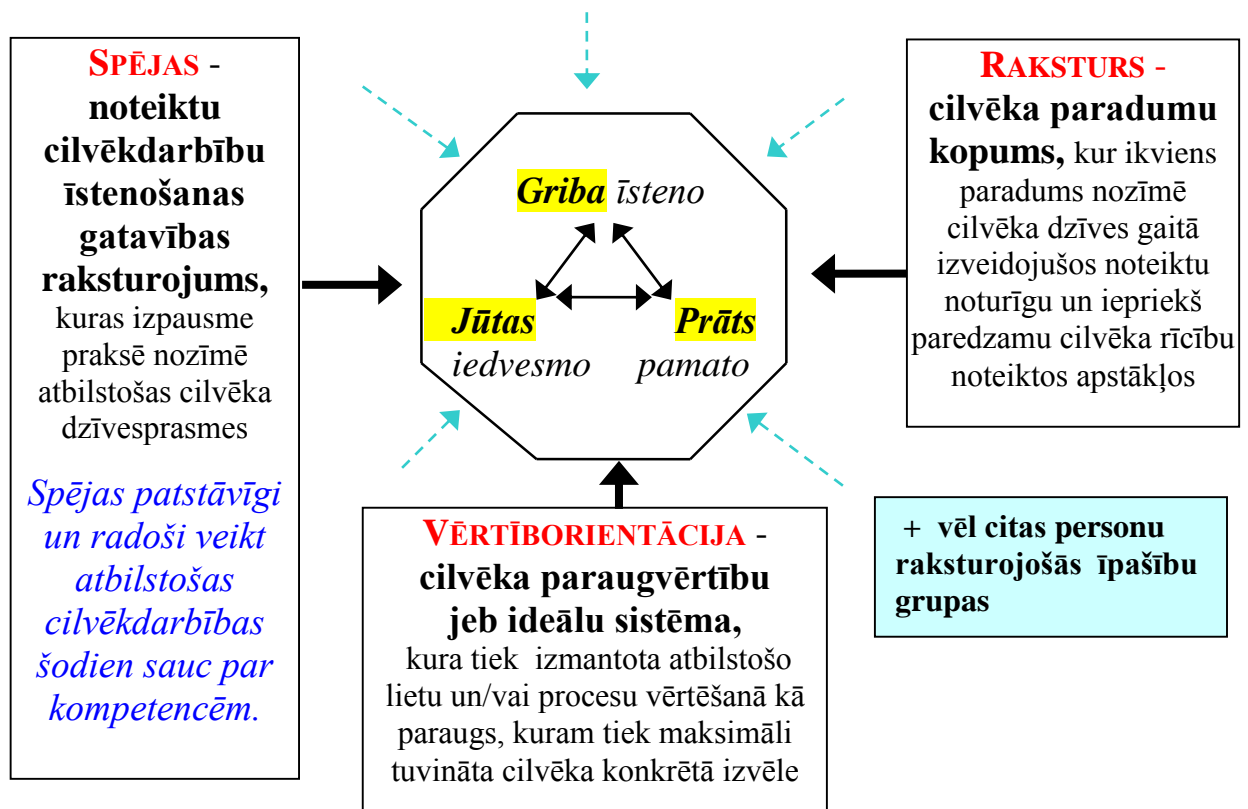 SPĒJAS -
noteiktu
cilvēkdarbību
īstenošanas
gatavības
raksturojums,
kuras izpausme
praksē nozīmē
atbilstošas cilvēka
dzīvesprasmes
Spējas patstāvīgi
un radoši veikt
atbilstošas
cilvēkdarbības
šodien sauc par
kompetencēm.
Griba īsteno
Jūtas Prāts
iedvesmo pamato
RAKSTURS -
cilvēka paradumu
kopums, kur ikviens
paradums nozīmē
cilvēka dzīves gaitā
izveidojušos noteiktu
noturīgu un iepriekš
paredzamu cilvēka rīcību
noteiktos apstākļos
VĒRTĪBORIENTĀCIJA -
cilvēka paraugvērtību
jeb ideālu sistēma,
kura tiek izmantota atbilstošo
lietu un/vai procesu vērtēšanā kā
paraugs, kuram tiek maksimāli
tuvināta cilvēka konkrētā izvēle
+ vēl citas personu
raksturojošās īpašību
grupas